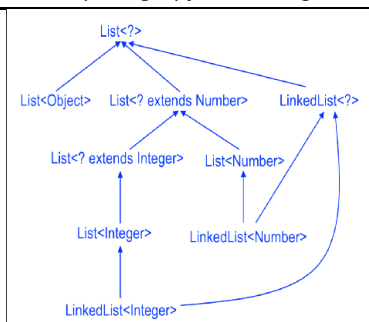 List<?>
List<Object> List<? extends Number> LinkedList<?>
List<? extends Integer> List<Number>
List<Integer> LinkedList<Number>
LinkedList<Integer>